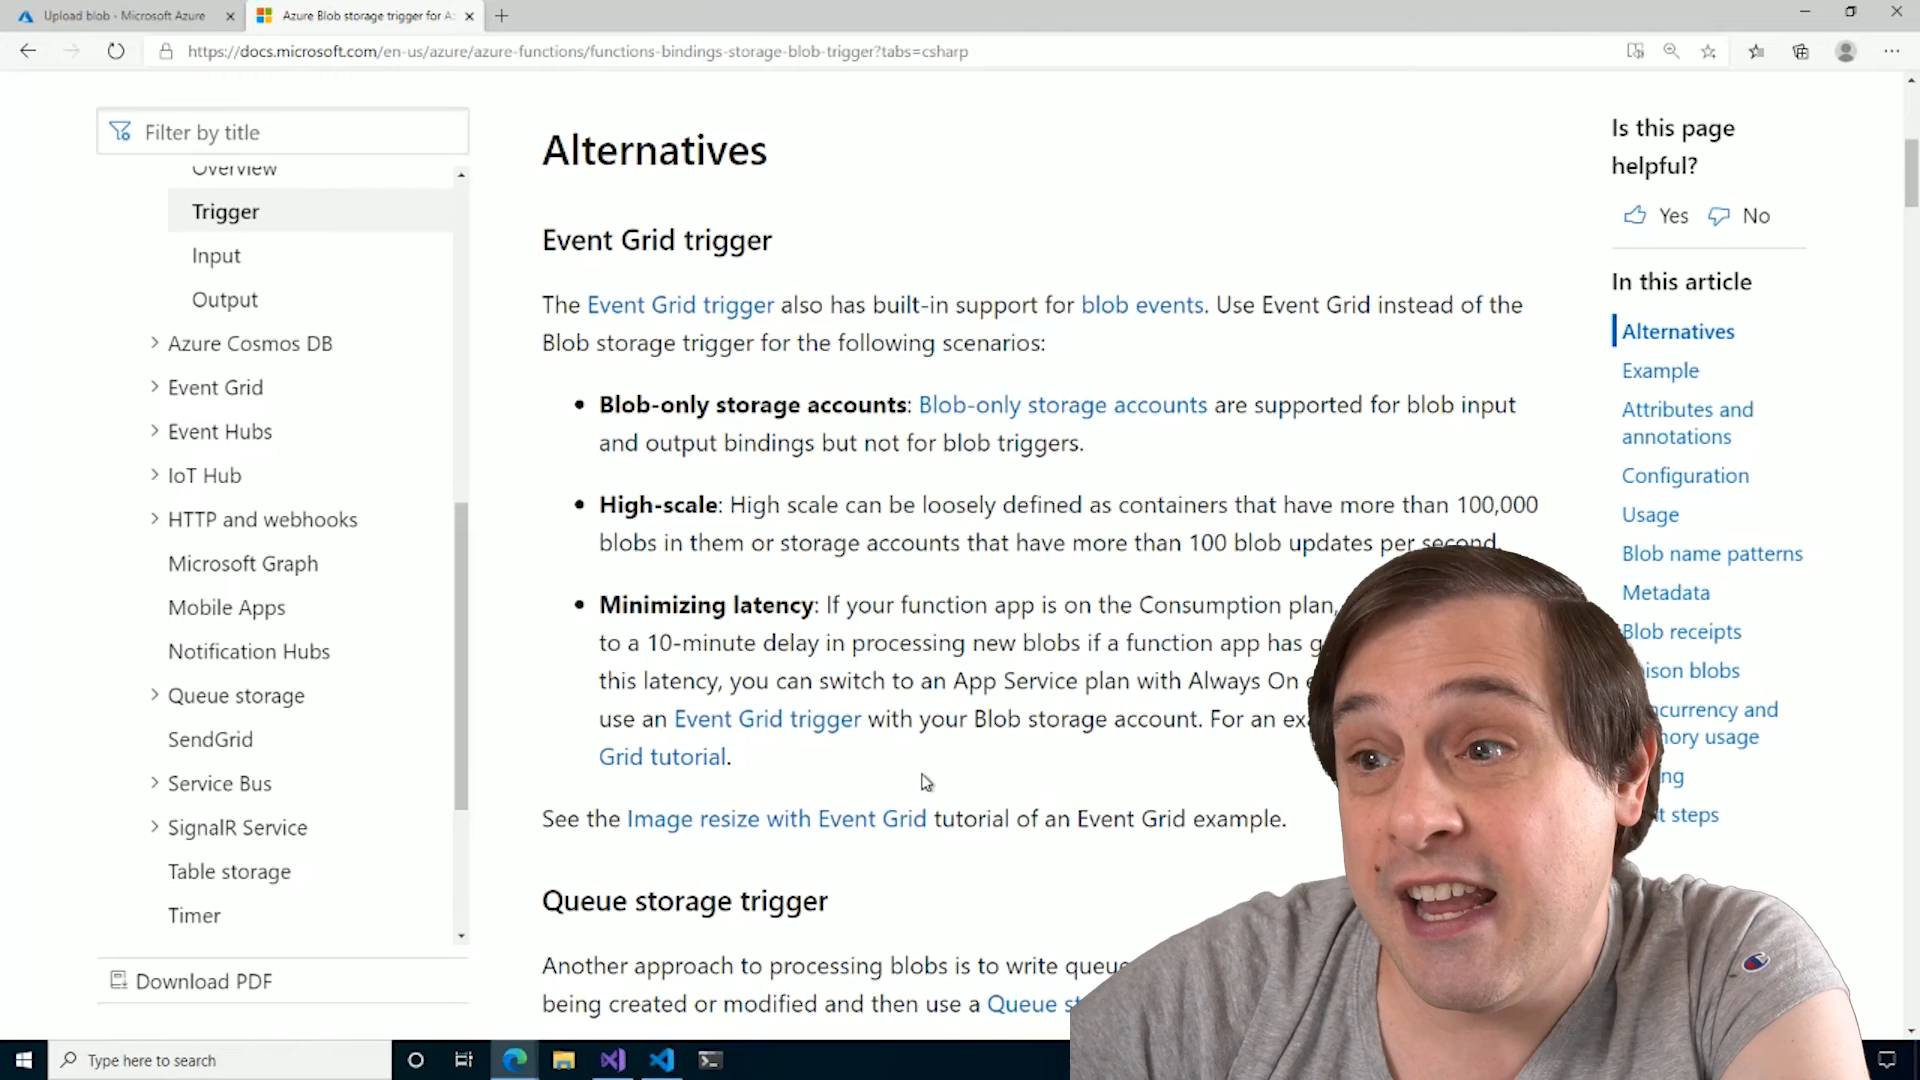 Upload blob - Microsoft Azure
Azure Blob storage trigger for A
https://docs.microsoft.com/en-us/azure/azure-functions/functions-bindings-storage-blob-trigger?tabs=csharp
Filter by title
Overview
Trigger
Input
Output
Azure Cosmos DB
Event Grid
Event Hubs
IoT Hub
HTTP and webhooks
Microsoft Graph
Mobile Apps
Notification Hubs
Queue storage
SendGrid
Service Bus
SignalR Service
Table storage
Timer
Download PDF
Alternatives
Event Grid trigger
The Event Grid trigger also has built-in support for blob events. Use Event Grid instead of the
Blob storage trigger for the following scenarios:
• Blob-only storage accounts: Blob-only storage accounts are supported for blob input
and output bindings but not for blob triggers.
• High-scale: High scale can be loosely defined as containers that have more than 100,000
blobs in them or storage accounts that have more than 100 blob updates per second.
• Minimizing latency: If your function app is on the Consumption plan,
to a 10-minute delay in processing new blobs if a function app has
this latency, you can switch to an App Service plan with Always On
use an Event Grid trigger with your Blob storage account. For an
Grid tutorial.
See the Image resize with Event Grid tutorial of an Event Grid example.
Queue storage trigger
Another approach to processing blobs is to write
being created or modified and then use a Queue
Is this page
helpful?
Yes No
In this article
Alternatives
Example
Attributes and
annotations
Configuration
Usage
Blob name patterns
Metadata
Blob receipts
blobs
and
usage
steps
Type here to search